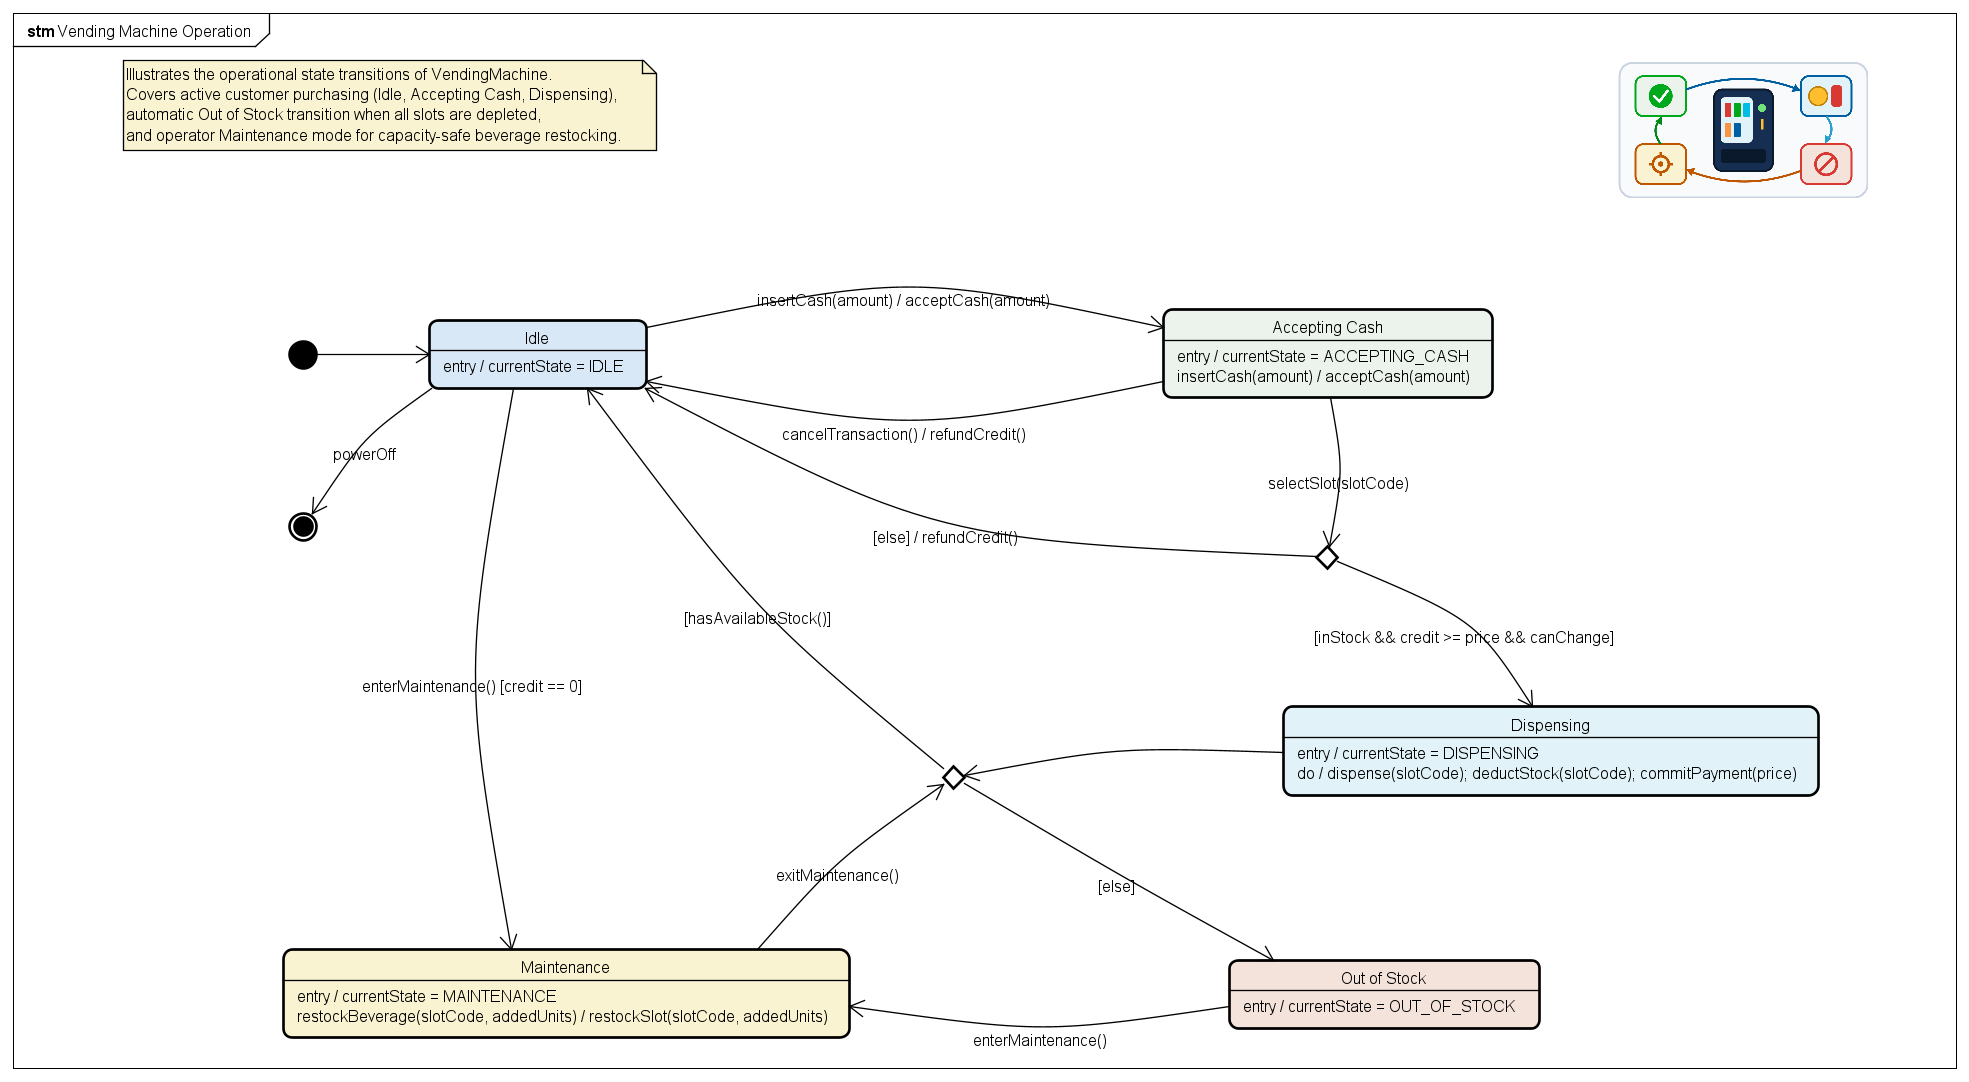 stm Vending Machine Operation
Illustrates the operational state transitions of VendingMachine.
Covers active customer purchasing (Idle, Accepting Cash, Dispensing),
automatic Out of Stock transition when all slots are depleted,
and operator Maintenance mode for capacity-safe beverage restocking.
insertCash(amount) / acceptCash(amount)
Idle
entry / currentState = IDLE
Accepting Cash
entry / currentState = ACCEPTING_CASH
insertCash(amount) / acceptCash(amount)
cancelTransaction() / refundCredit()
powerOff
selectSlot(slotCode)
[else] / refundCredit()
[hasAvailableStock()]
[inStock && credit >= price && canChange]
enterMaintenance() [credit == 0]
Dispensing
entry / currentState = DISPENSING
do / dispense(slotCode); deductStock(slotCode); commitPayment(price)
exitMaintenance()
[else]
Maintenance
entry / currentState = MAINTENANCE
restockBeverage(slotCode, addedUnits) / restockSlot(slotCode, addedUnits)
Out of Stock
entry / currentState = OUT_OF_STOCK
enterMaintenance()